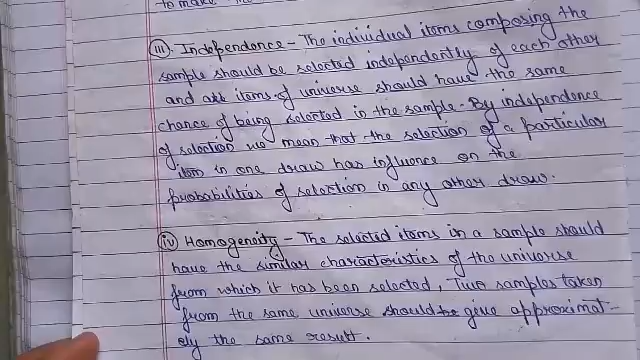 to make. the
(iii) Independence - The individual items composing the
sample should be selected independently of each other
and all items of universe should have the same
chance of being selected in the sample. By independence
of selection we mean that the selection of a particular
item in one draw has influence on the
probabilities of selection in any other draw.
(iv) Homogeneity - The selected items in a sample should
have the similar characteristics of the universe
from which it has been selected, Two samples taken
from the same universe should be give approximat-
ely the same result.